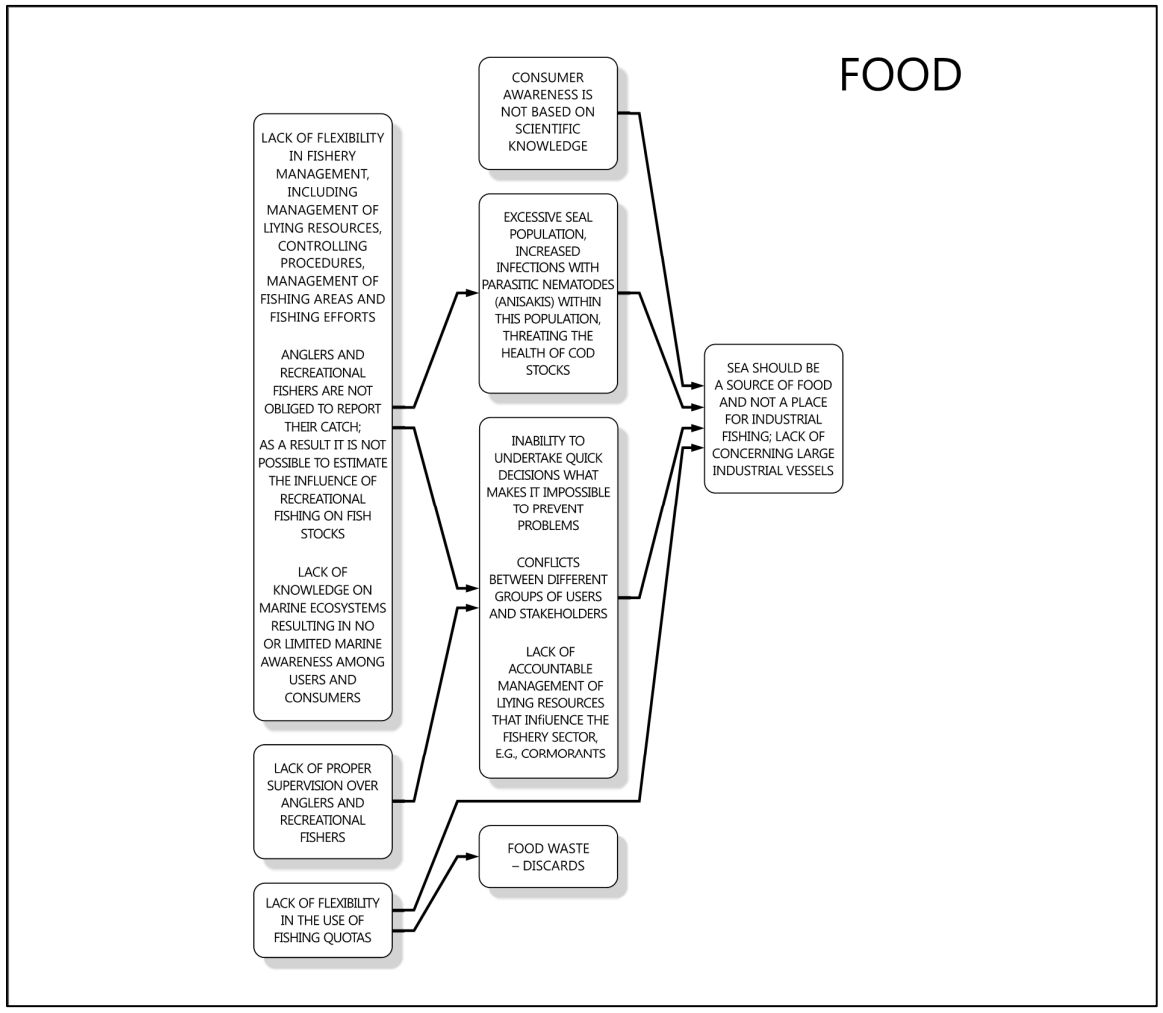 FOOD
CONSUMER
AWARENESS IS
NOT BASED ON
SCIENTIFIC
KNOWLEDGE
LACK OF FLEXIBILITY
IN FISHERY
MANAGEMENT,
INCLUDING
MANAGEMENT OF
LIYING RESOURCES,
CONTROLLING
PROCEDURES,
MANAGEMENT OF
FISHING AREAS AND
FISHING EFFORTS
ANGLERS AND
RECREATIONAL
FISHERS ARE NOT
OBLIGED TO REPORT
THEIR CATCH;
AS A RESULT IT IS NOT
POSSIBLE TO ESTIMATE
THE INFLUENCE OF
RECREATIONAL
FISHING ON FISH
STOCKS
LACK OF
KNOWLEDGE ON
MARINE ECOSYSTEMS
RESULTING IN NO
OR LIMITED MARINE
AWARENESS AMONG
USERS AND
CONSUMERS
EXCESSIVE SEAL
POPULATION,
INCREASED
INFECTIONS WITH
PARASITIC NEMATODES
(ANISAKIS) WITHIN
THIS POPULATION,
THREATING THE
HEALTH OF COD
STOCKS
INABILITY TO
UNDERTAKE QUICK
DECISIONS WHAT
MAKES IT IMPOSSIBLE
TO PREVENT
PROBLEMS
CONFLICTS
BETWEEN DIFFERENT
GROUPS OF USERS
AND STAKEHOLDERS
LACK OF
ACCOUNTABLE
MANAGEMENT OF
LIYING RESOURCES
THAT INfiUENCE THE
FISHERY SECTOR,
E.G., CORMORANTS
SEA SHOULD BE
A SOURCE OF FOOD
AND NOT A PLACE
FOR INDUSTRIAL
FISHING; LACK OF
CONCERNING LARGE
INDUSTRIAL VESSELS
LACK OF PROPER
SUPERVISION OVER
ANGLERS AND
RECREATIONAL
FISHERS
FOOD WASTE
– DISCARDS
LACK OF FLEXIBILITY
IN THE USE OF
FISHING QUOTAS